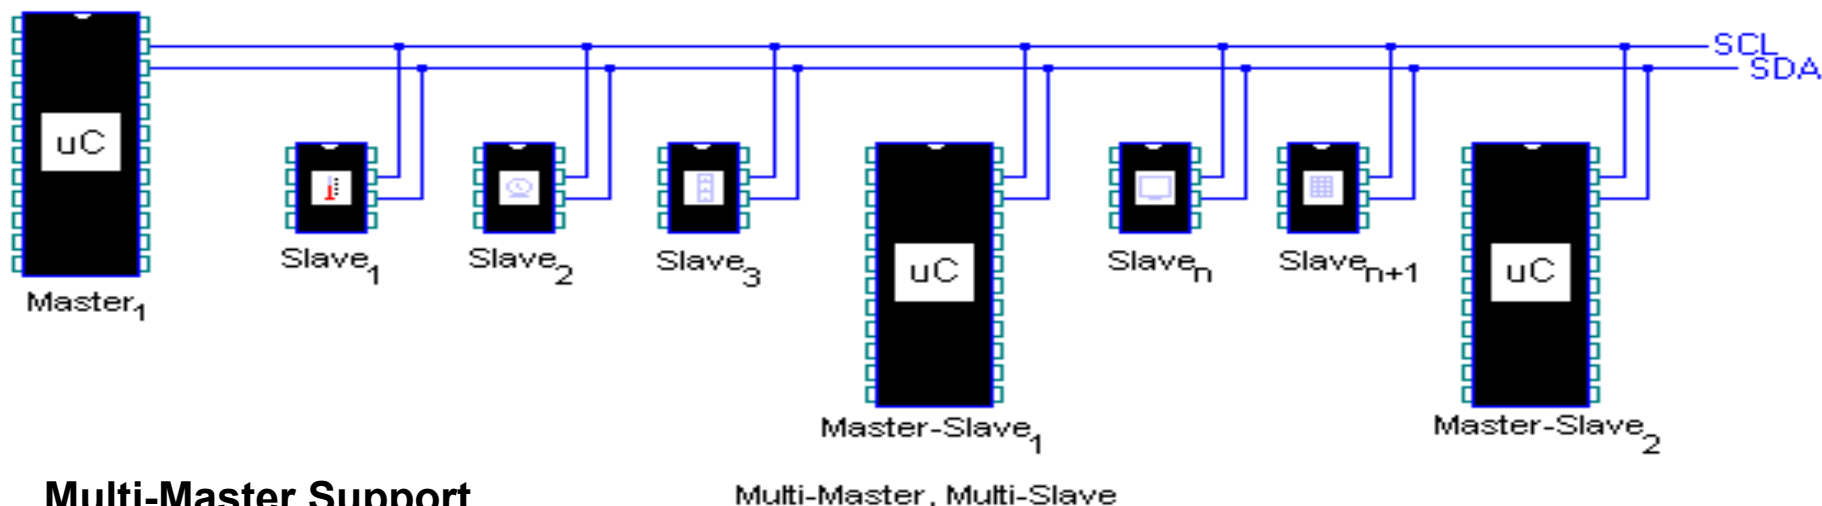 SCL
SDA
uC
Master1
Slave1
Slave2
Slave3
uC
Master-Slave1
Slaven
Slaven+1
uC
Master-Slave2
Multi-Master Support
Multi-Master, Multi-Slave